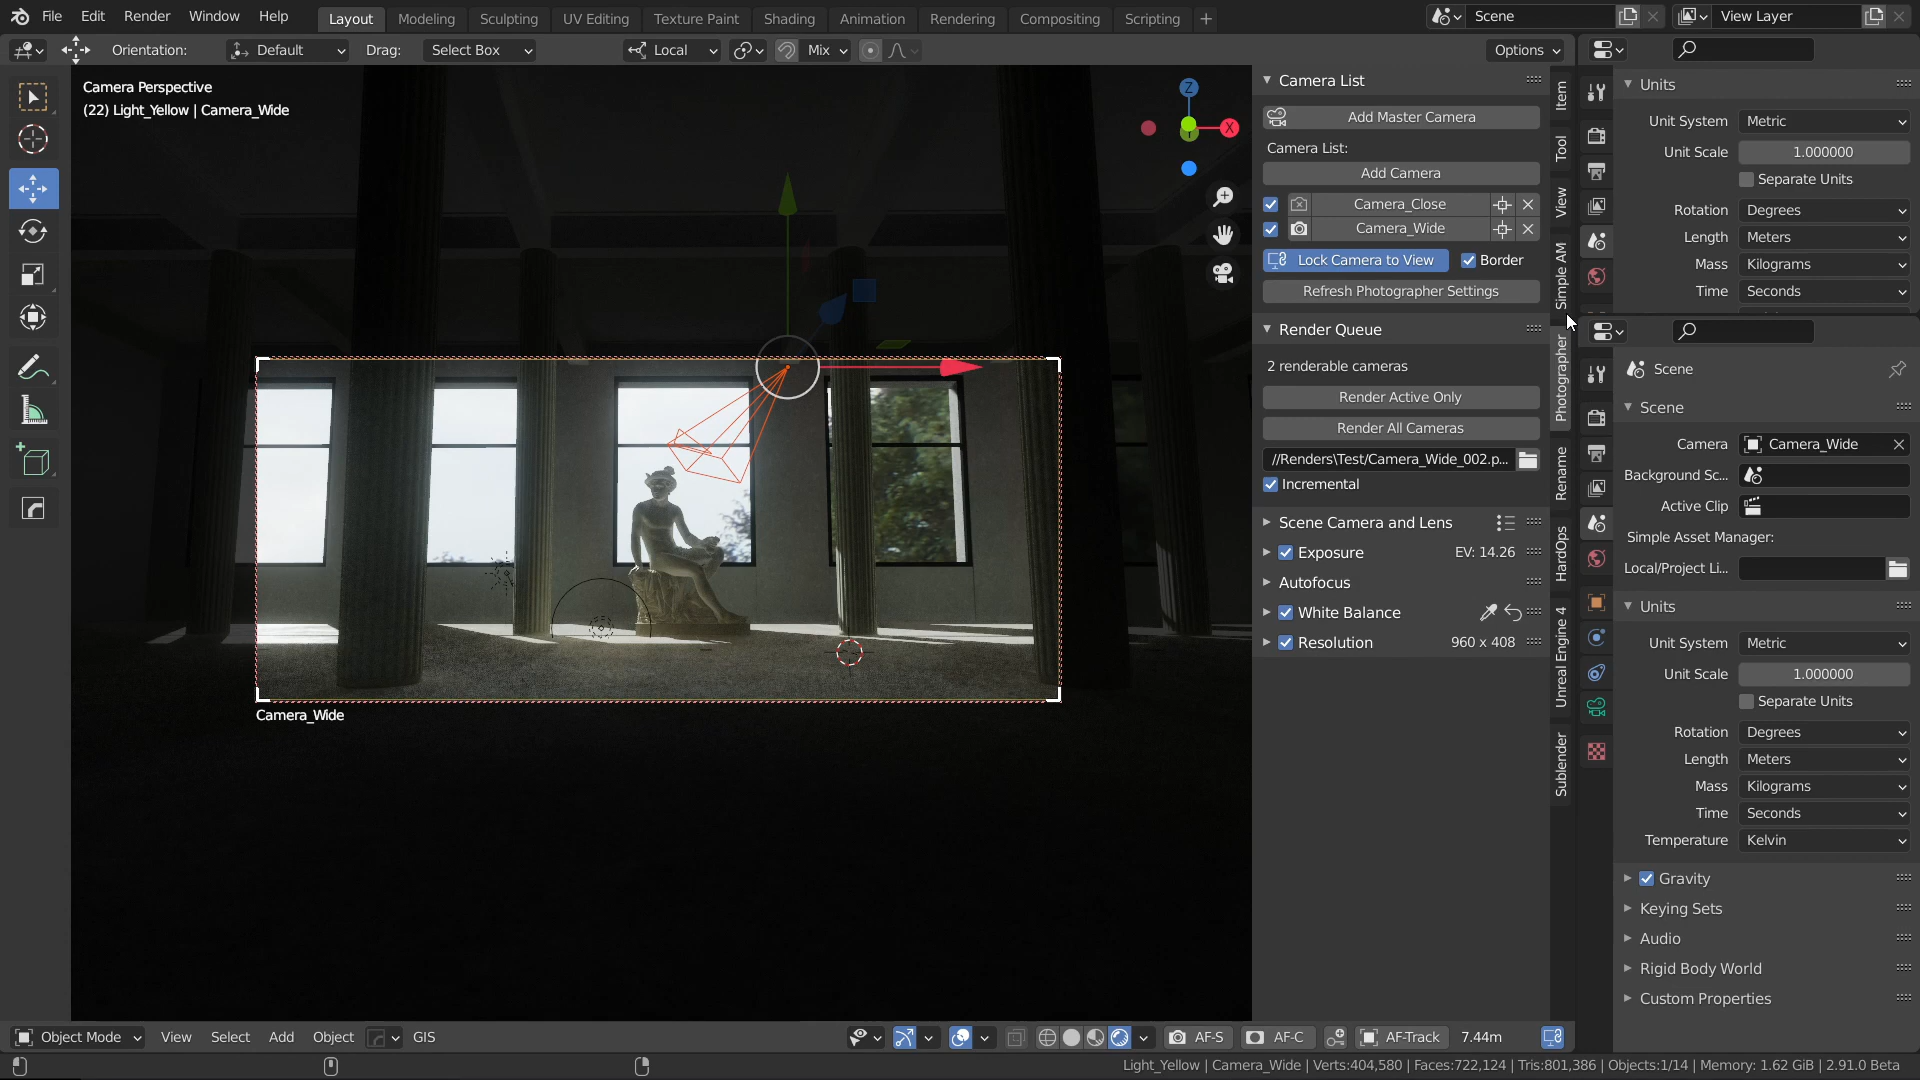 File Edit Render Window Help Layout Modeling Sculpting UV Editing Texture Paint Shading Animation Rendering Compositing Scripting + Scene View Layer
Orientation: Default Drag: Select Box Local Mix Options
Camera Perspective
(22) Light_Yellow | Camera_Wide
Z
X
Camera_Wide
Camera List
Add Master Camera
Camera List:
Add Camera
Camera_Close
Camera_Wide
Lock Camera to View Border
Refresh Photographer Settings
Render Queue
2 renderable cameras
Render Active Only
Render All Cameras
//Renders\Test/Camera_Wide_002.p...
Incremental
Scene Camera and Lens
Exposure EV: 14.26
Autofocus
White Balance
Resolution 960 x 408
Item
Tool
View
Simple AM
Photographer
Rename
HardOps
Unreal Engine 4
Sublender
Units
Unit System Metric
Unit Scale 1.000000
Separate Units
Rotation Degrees
Length Meters
Mass Kilograms
Time Seconds
Scene
Scene
Camera Camera_Wide
Background Sc...
Active Clip
Simple Asset Manager:
Local/Project Li...
Units
Unit System Metric
Unit Scale 1.000000
Separate Units
Rotation Degrees
Length Meters
Mass Kilograms
Time Seconds
Temperature Kelvin
Gravity
Keying Sets
Audio
Rigid Body World
Custom Properties
Object Mode View Select Add Object GIS AF-S AF-C AF-Track 7.44m
Light_Yellow | Camera_Wide | Verts:404,580 | Faces:722,124 | Tris:801,386 | Objects:1/14 | Memory: 1.62 GiB | 2.91.0 Beta